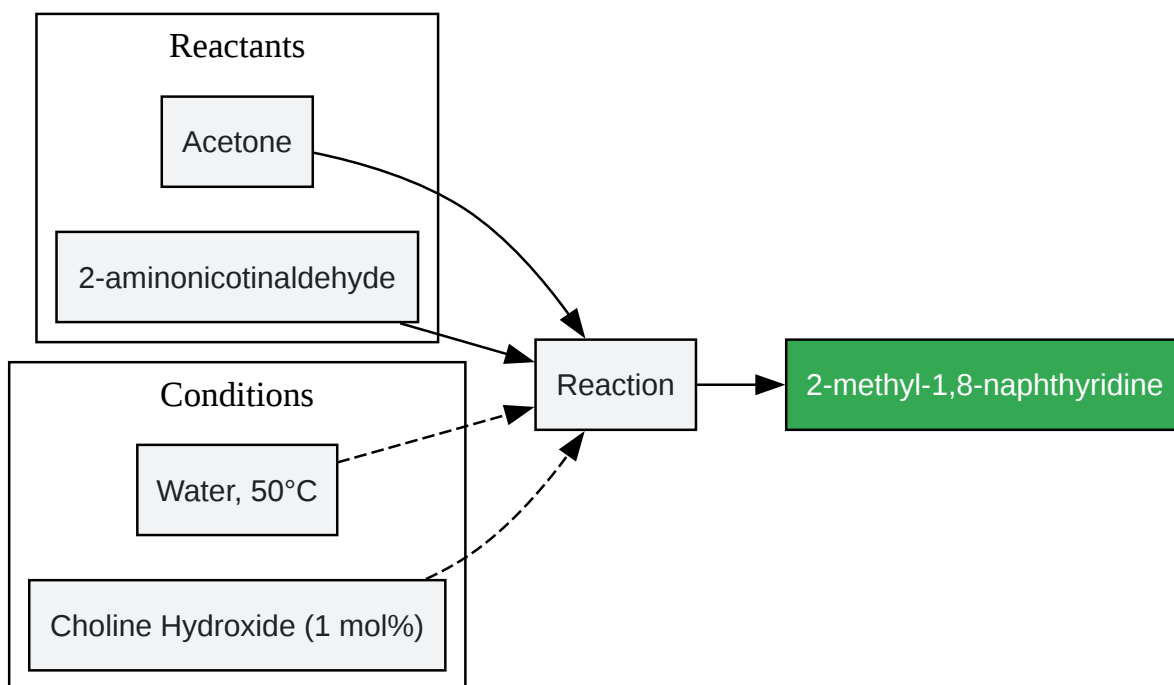 Reactants
Acetone
2-aminonicotinaldehyde
Conditions
Water, 50°C
Choline Hydroxide (1 mol%)
Reaction
2-methyl-1,8-naphthyridine